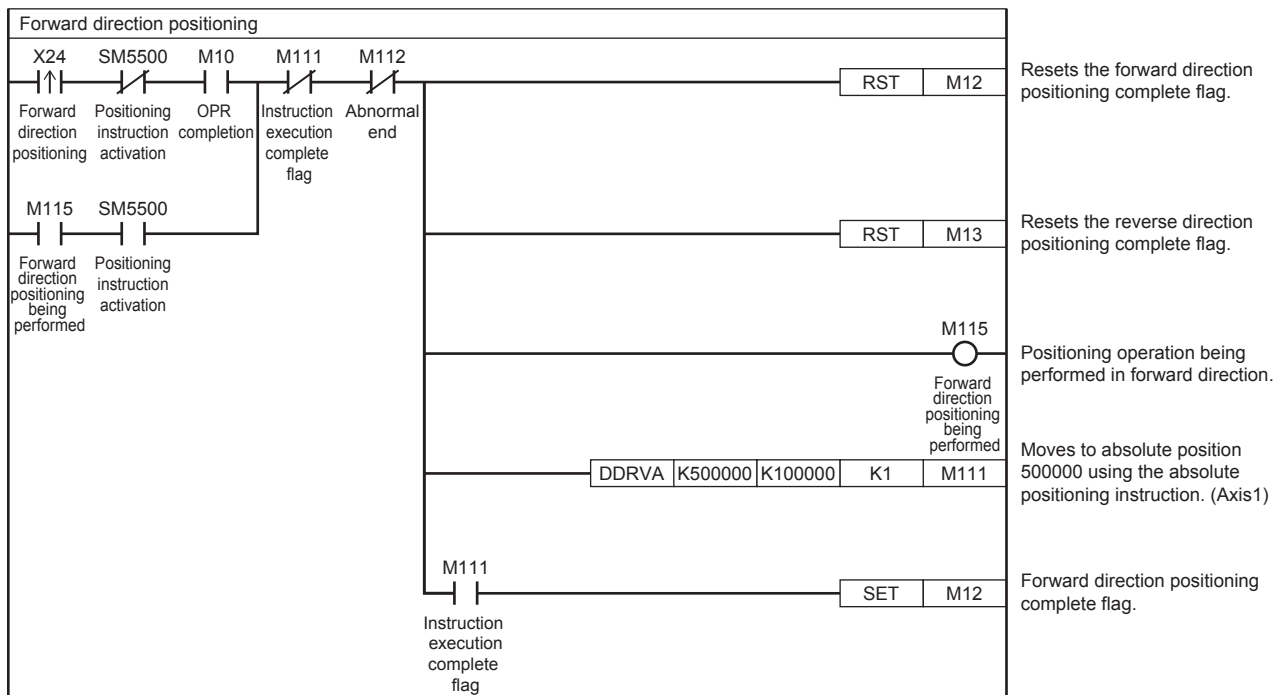 Forward direction positioning
X24 SM5500 M10 M111 M112
Forward
direction
positioning
Positioning
instruction
activation
OPR
completion
Instruction
execution
complete
flag
Abnormal
end
RST M12
Resets the forward direction
positioning complete flag.
M115 SM5500
Forward
direction
positioning
being
performed
Positioning
instruction
activation
RST M13
Resets the reverse direction
positioning complete flag.
M115
Forward
direction
positioning
being
performed
Positioning operation being
performed in forward direction.
DDRVA K500000 K100000 K1 M111
Moves to absolute position
500000 using the absolute
positioning instruction. (Axis1)
M111
Instruction
execution
complete
flag
SET M12
Forward direction positioning
complete flag.